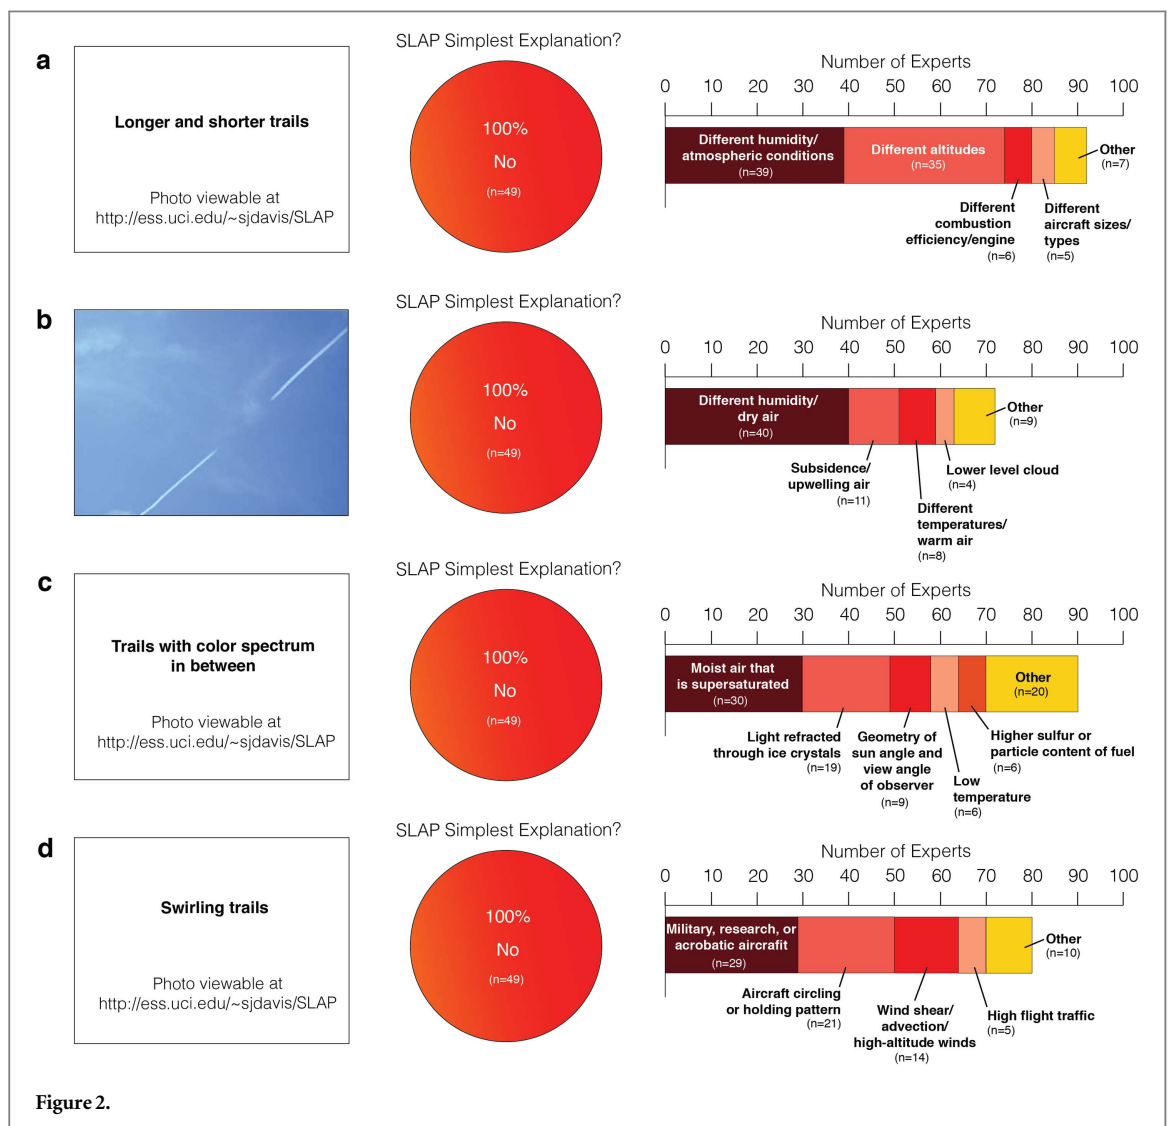 a
Longer and shorter trails
Photo viewable at
http://ess.uci.edu/~sjdavis/SLAP
SLAP Simplest Explanation?
100%
No
(n=49)
Number of Experts
0 10 20 30 40 50 60 70 80 90 100
Different humidity/
atmospheric conditions
(n=39)
Different altitudes
(n=35)
Other
(n=7)
Different
combustion
efficiency/engine
(n=6)
Different
aircraft sizes/
types
(n=5)
b
SLAP Simplest Explanation?
100%
No
(n=49)
Number of Experts
0 10 20 30 40 50 60 70 80 90 100
Different humidity/
dry air
(n=40)
Other
(n=9)
Subsidence/
upwelling air
(n=11)
Lower level cloud
(n=4)
Different
temperatures/
warm air
(n=8)
c
Trails with color spectrum
in between
Photo viewable at
http://ess.uci.edu/~sjdavis/SLAP
SLAP Simplest Explanation?
100%
No
(n=49)
Number of Experts
0 10 20 30 40 50 60 70 80 90 100
Moist air that
is supersaturated
(n=30)
Other
(n=20)
Light refracted
through ice crystals
(n=19)
Geometry of
sun angle and
view angle
of observer
(n=9)
Low
temperature
(n=6)
Higher sulfur or
particle content of fuel
(n=6)
d
Swirling trails
Photo viewable at
http://ess.uci.edu/~sjdavis/SLAP
SLAP Simplest Explanation?
100%
No
(n=49)
Number of Experts
0 10 20 30 40 50 60 70 80 90 100
Military, research, or
acrobatic aircrafit
(n=29)
Other
(n=10)
Aircraft circling
or holding pattern
(n=21)
Wind shear/
advection/
high-altitude winds
(n=14)
High flight traffic
(n=5)
Figure 2.